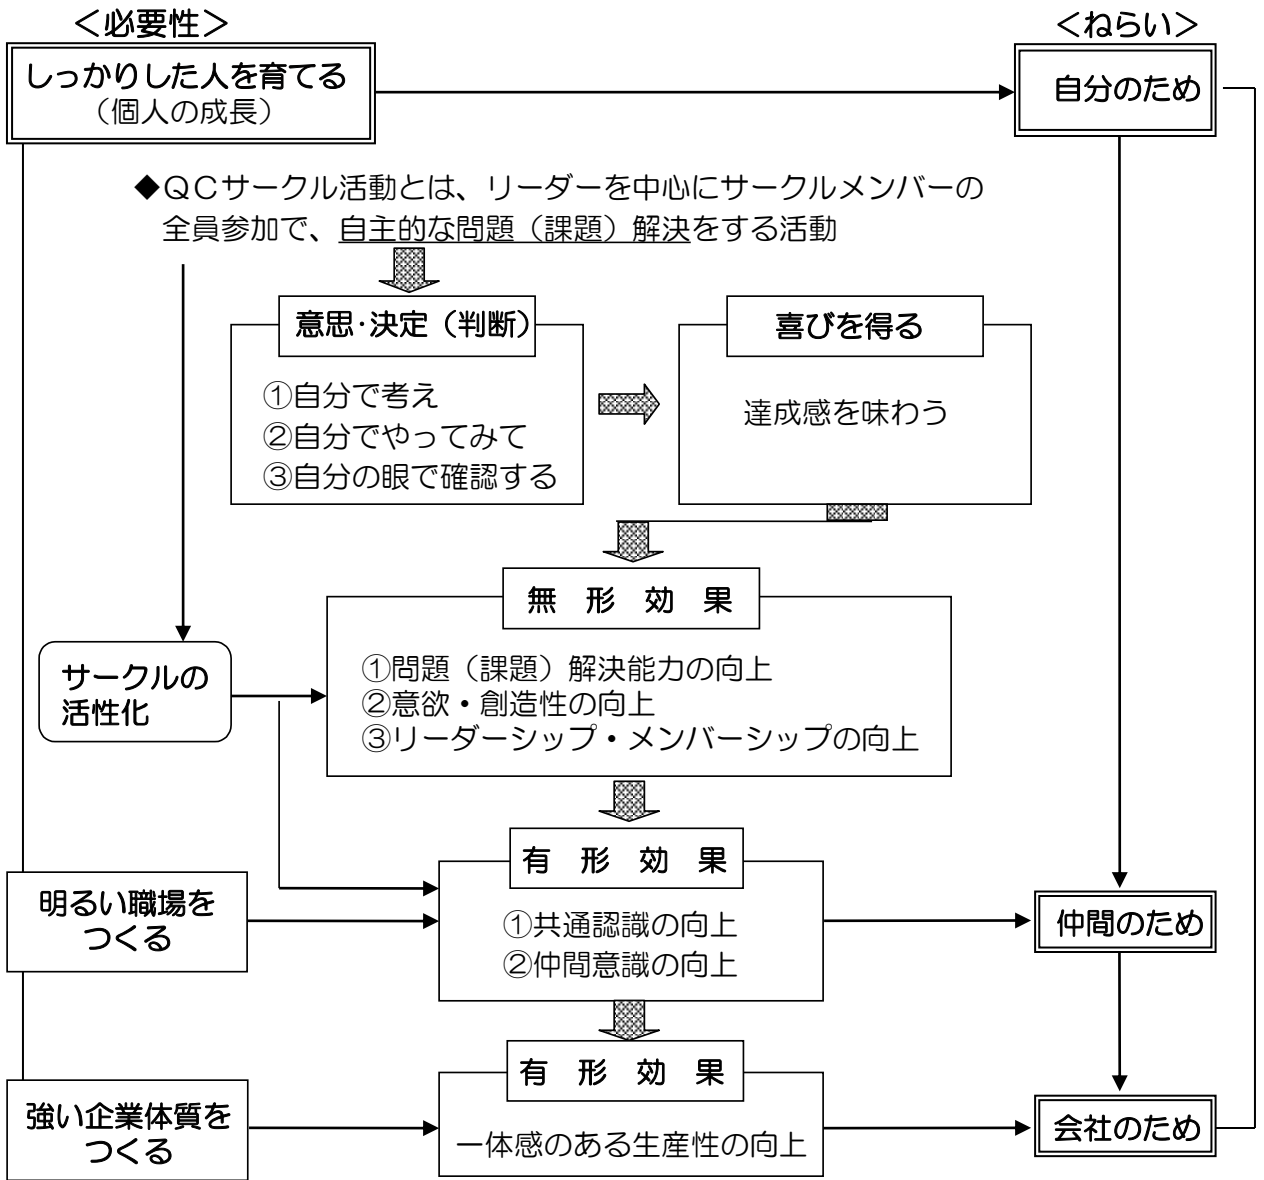 ＜必要性＞
＜ねらい＞
しっかりした人を育てる
（個人の成長）
自分のため
◆ＱＣサークル活動とは、リーダーを中心にサークルメンバーの
全員参加で、自主的な問題（課題）解決をする活動
意思・決定（判断）
①自分で考え
②自分でやってみて
③自分の眼で確認する
喜びを得る
達成感を味わう
無　形　効　果
①問題（課題）解決能力の向上
②意欲・創造性の向上
③リーダーシップ・メンバーシップの向上
サークルの
活性化
有　形　効　果
①共通認識の向上
②仲間意識の向上
明るい職場を
つくる
仲間のため
有　形　効　果
一体感のある生産性の向上
強い企業体質を
つくる
会社のため